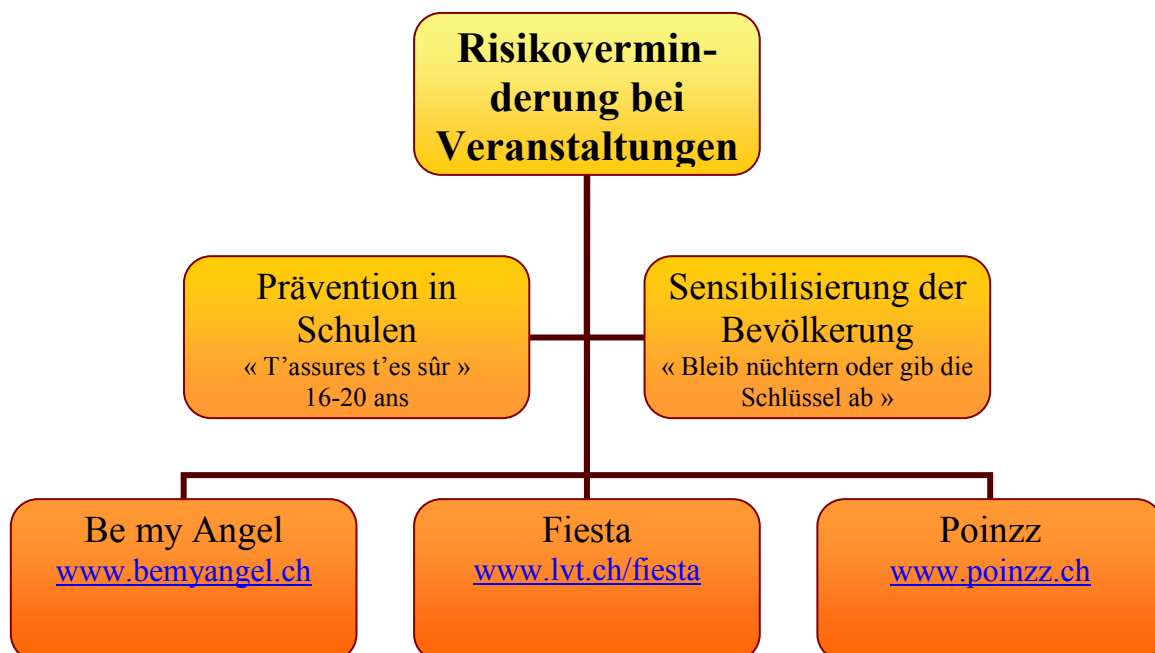 Risikovermin-
derung bei
Veranstaltungen
Prävention in
Schulen
« T’assures t’es sûr »
16-20 ans
Sensibilisierung der
Bevölkerung
« Bleib nüchtern oder gib die
Schlüssel ab »
Be my Angel
www.bemyangel.ch
Fiesta
www.lvt.ch/fiesta
Poinzz
www.poinzz.ch